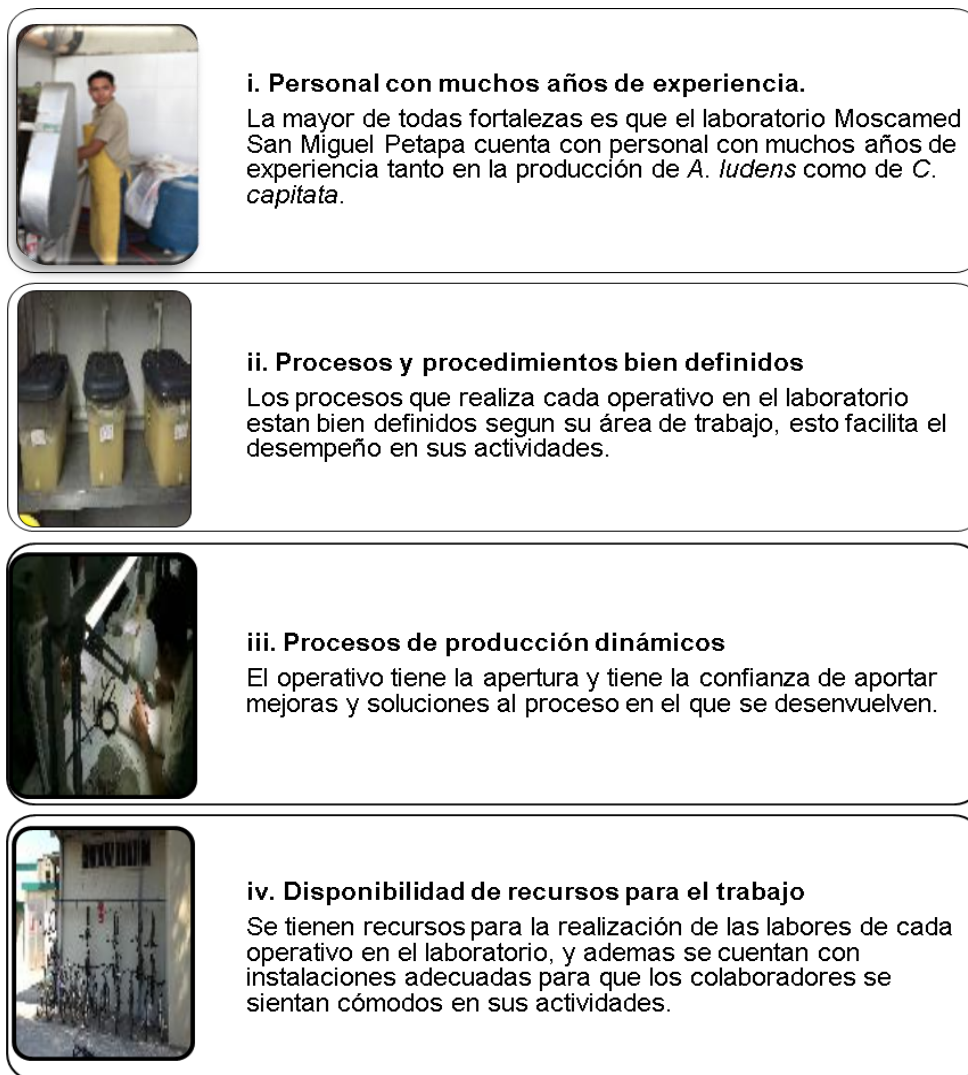 i. Personal con muchos años de experiencia.
La mayor de todas fortalezas es que el laboratorio Moscamed
San Miguel Petapa cuenta con personal con muchos años de
experiencia tanto en la producción de A. ludens como de C.
capitata.
ii. Procesos y procedimientos bien definidos
Los procesos que realiza cada operativo en el laboratorio
estan bien definidos segun su área de trabajo, esto facilita el
desempeño en sus actividades.
iii. Procesos de producción dinámicos
El operativo tiene la apertura y tiene la confianza de aportar
mejoras y soluciones al proceso en el que se desenvuelven.
iv. Disponibilidad de recursos para el trabajo
Se tienen recursos para la realización de las labores de cada
operativo en el laboratorio, y ademas se cuentan con
instalaciones adecuadas para que los colaboradores se
sientan cómodos en sus actividades.